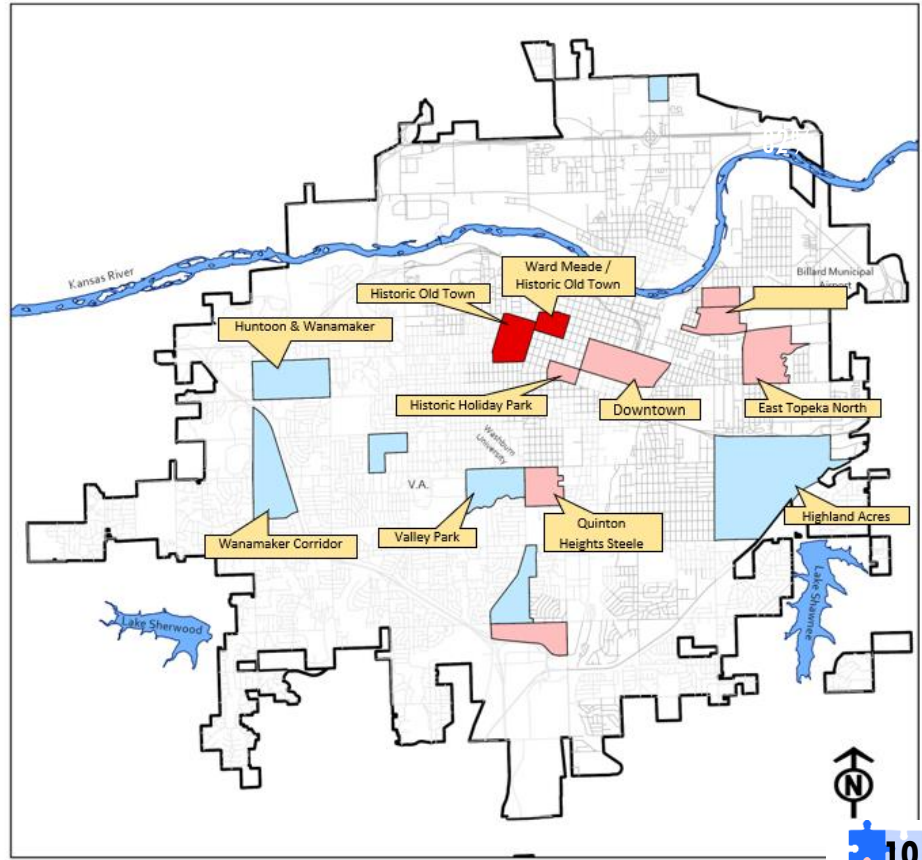 Kansas River
Billard Municipal
Airport
Ward Meade /
Historic Old Town
Historic Old Town
Huntoon & Wanamaker
Historic Holiday Park
Downtown
East Topeka North
Washburn
University
V.A.
Wanamaker Corridor
Valley Park
Quinton
Heights Steele
Highland Acres
Lake Sherwood
Lake Shawnee
N
10